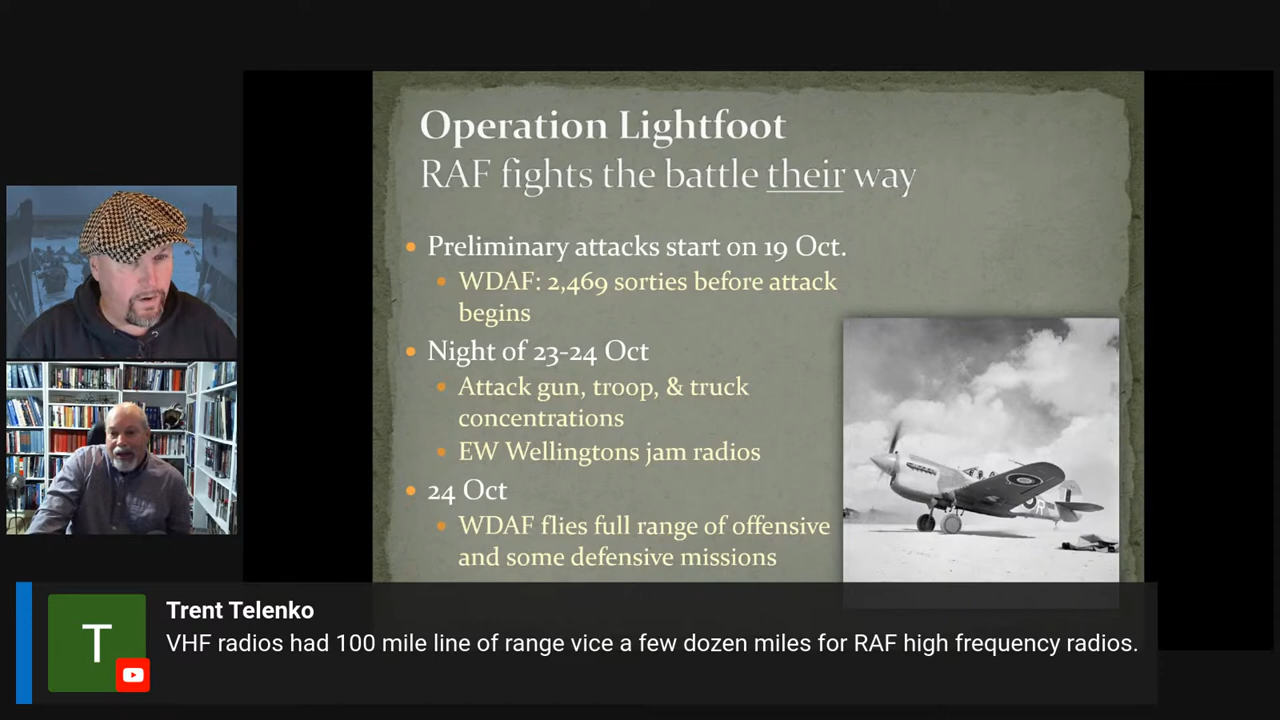 Operation Lightfoot
RAF fights the battle their way
• Preliminary attacks start on 19 Oct.
• WDAF: 2,469 sorties before attack
begins
• Night of 23-24 Oct
• Attack gun, troop, & truck
concentrations
• EW Wellingtons jam radios
• 24 Oct
• WDAF flies full range of offensive
and some defensive missions
R
T
Trent Telenko
VHF radios had 100 mile line of range vice a few dozen miles for RAF high frequency radios.